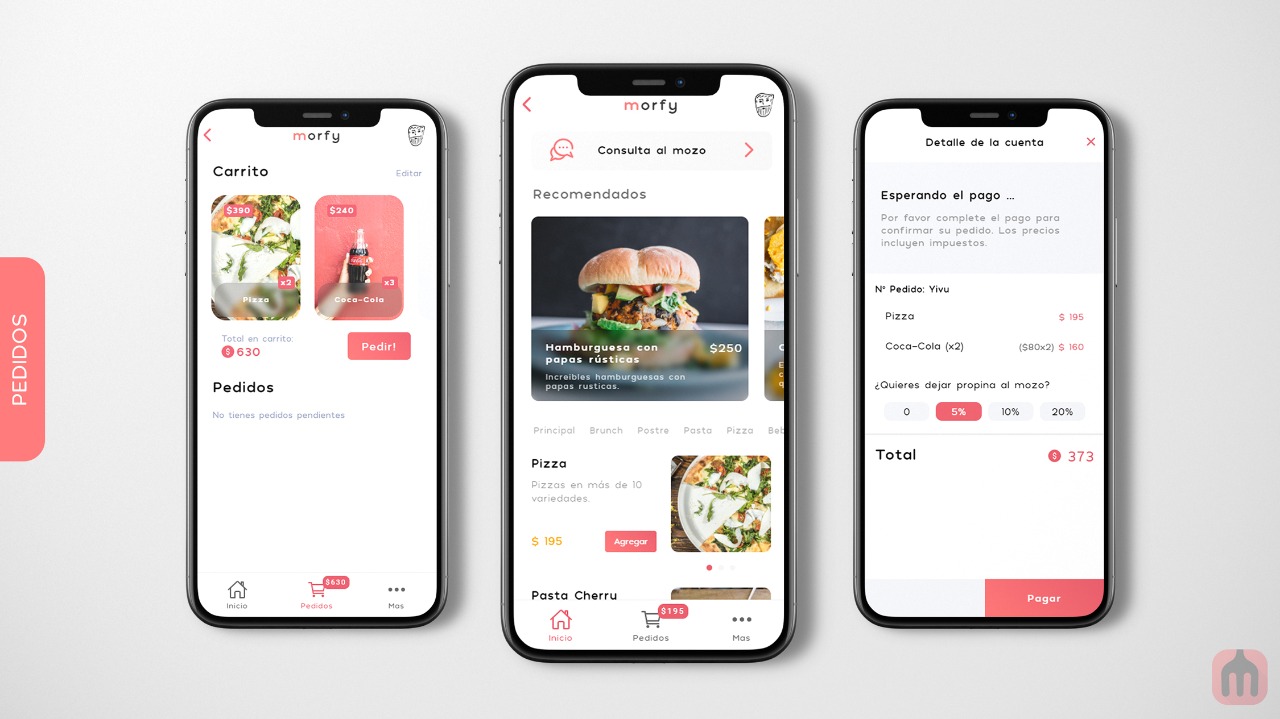 PEDIDOS
morfy
Carrito
Editar
$390
$240
x2
x3
Pizza
Coca-Cola
Total en carrito.
$ 630
Pedir!
Pedidos
No tienes pedidos pendientes
$630
Inicio
Pedidos
Mas
morfy
Consulta al mozo
Recomendados
Hamburguesa con
papas rústicas
$250
Increibles hamburguesas con
papas rusticas.
Principal Brunch Postre Pasta Pizza Beb
Pizza
Pizzas en más de 10
variedades.
$ 195
Agregar
Pasta Cherru
$195
Inicio
Pedidos
Mas
Detalle de la cuenta
Esperando el pago ...
Por favor complete el pago para
confirmar su pedido. Los precios
incluyen impuestos.
N° Pedido: Yivu
Pizza $ 195
Coca-Cola (x2) ($80x2) $ 160
¿Quieres dejar propina al mozo?
0 5% 10% 20%
Total $ 373
Pagar